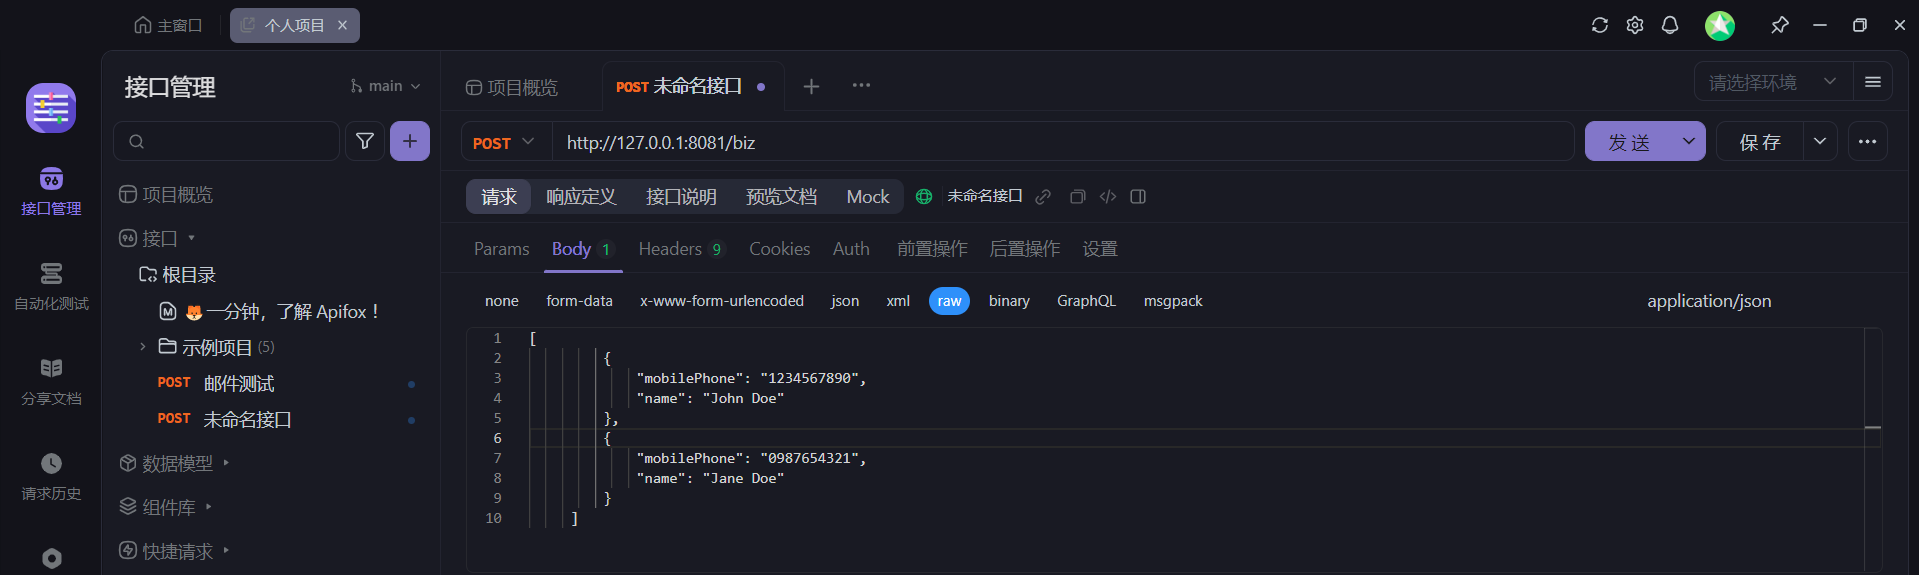 主窗口
个人项目
接口管理
main
项目概览
POST 未命名接口
请选择环境
POST
http://127.0.0.1:8081/biz
发 送
保 存
接口管理
自动化测试
分享文档
请求历史
项目概览
接口
根目录
一分钟，了解 Apifox！
示例项目 (5)
POST 邮件测试
POST 未命名接口
数据模型
组件库
快捷请求
请求 响应定义 接口说明 预览文档 Mock
未命名接口
Params Body 1 Headers 9 Cookies Auth 前置操作 后置操作 设置
none form-data x-www-form-urlencoded json xml raw binary GraphQL msgpack
application/json
1 [
2 {
3 "mobilePhone": "1234567890",
4 "name": "John Doe"
5 },
6 {
7 "mobilePhone": "0987654321",
8 "name": "Jane Doe"
9 }
10 ]